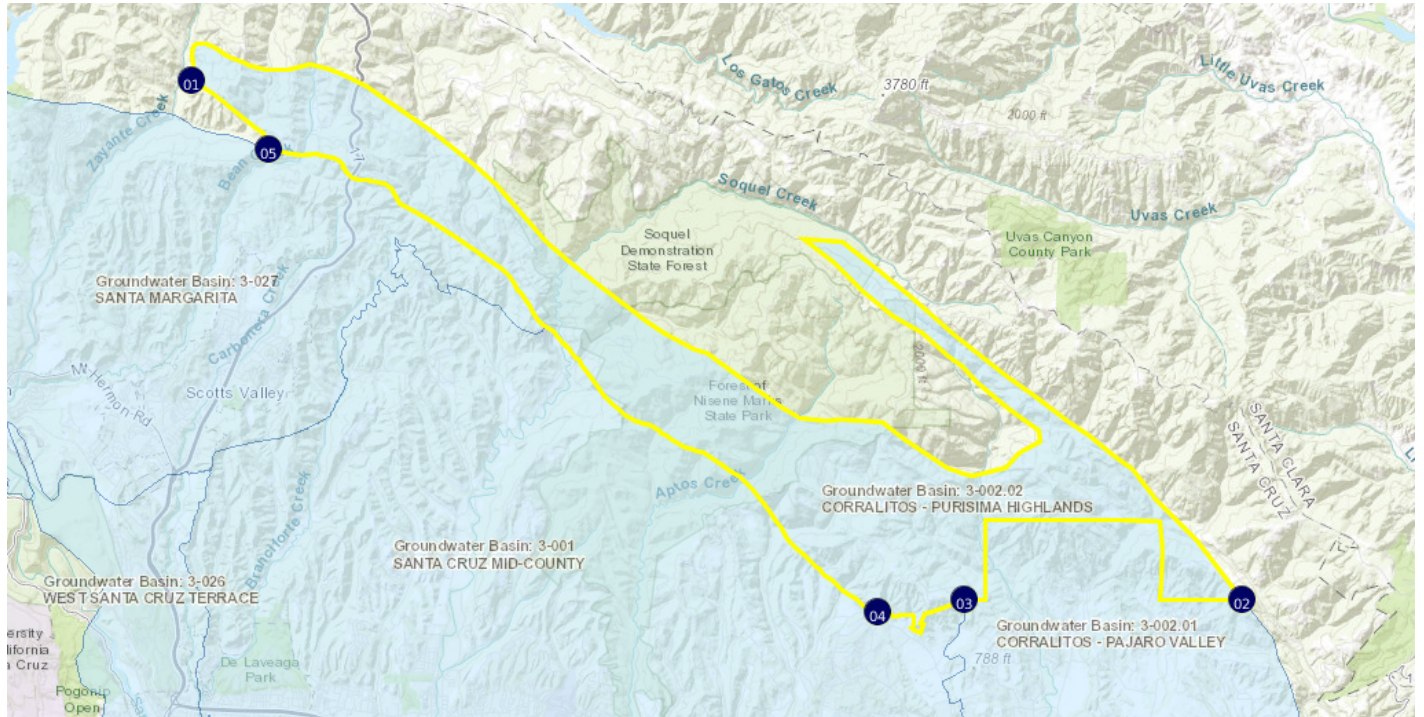 Los Gatos Creek
3780 ft
Little Uvas Creek
2000 ft
01
Zayante Creek
05
17
Soquel Creek
Uvas Creek
Soquel
Demonstration
State Forest
Uvas Canyon
County Park
Groundwater Basin: 3-027
SANTA MARGARITA
Carbonera Creek
2000 ft
Mt Hermon Rd
Scotts Valley
Forest of
Nisene Marks
State Park
SANTA CLARA
SANTA CRUZ
Aptos Creek
Groundwater Basin: 3-002.02
CORRALITOS - PURISIMA HIGHLANDS
Branciforte Creek
Groundwater Basin: 3-001
SANTA CRUZ MID-COUNTY
Groundwater Basin: 3-026
WEST SANTA CRUZ TERRACE
04
03
02
Groundwater Basin: 3-002.01
CORRALITOS - PAJARO VALLEY
788 ft
ersity
lifornia
a Cruz
De Laveaga
Park
Pogonip
Open